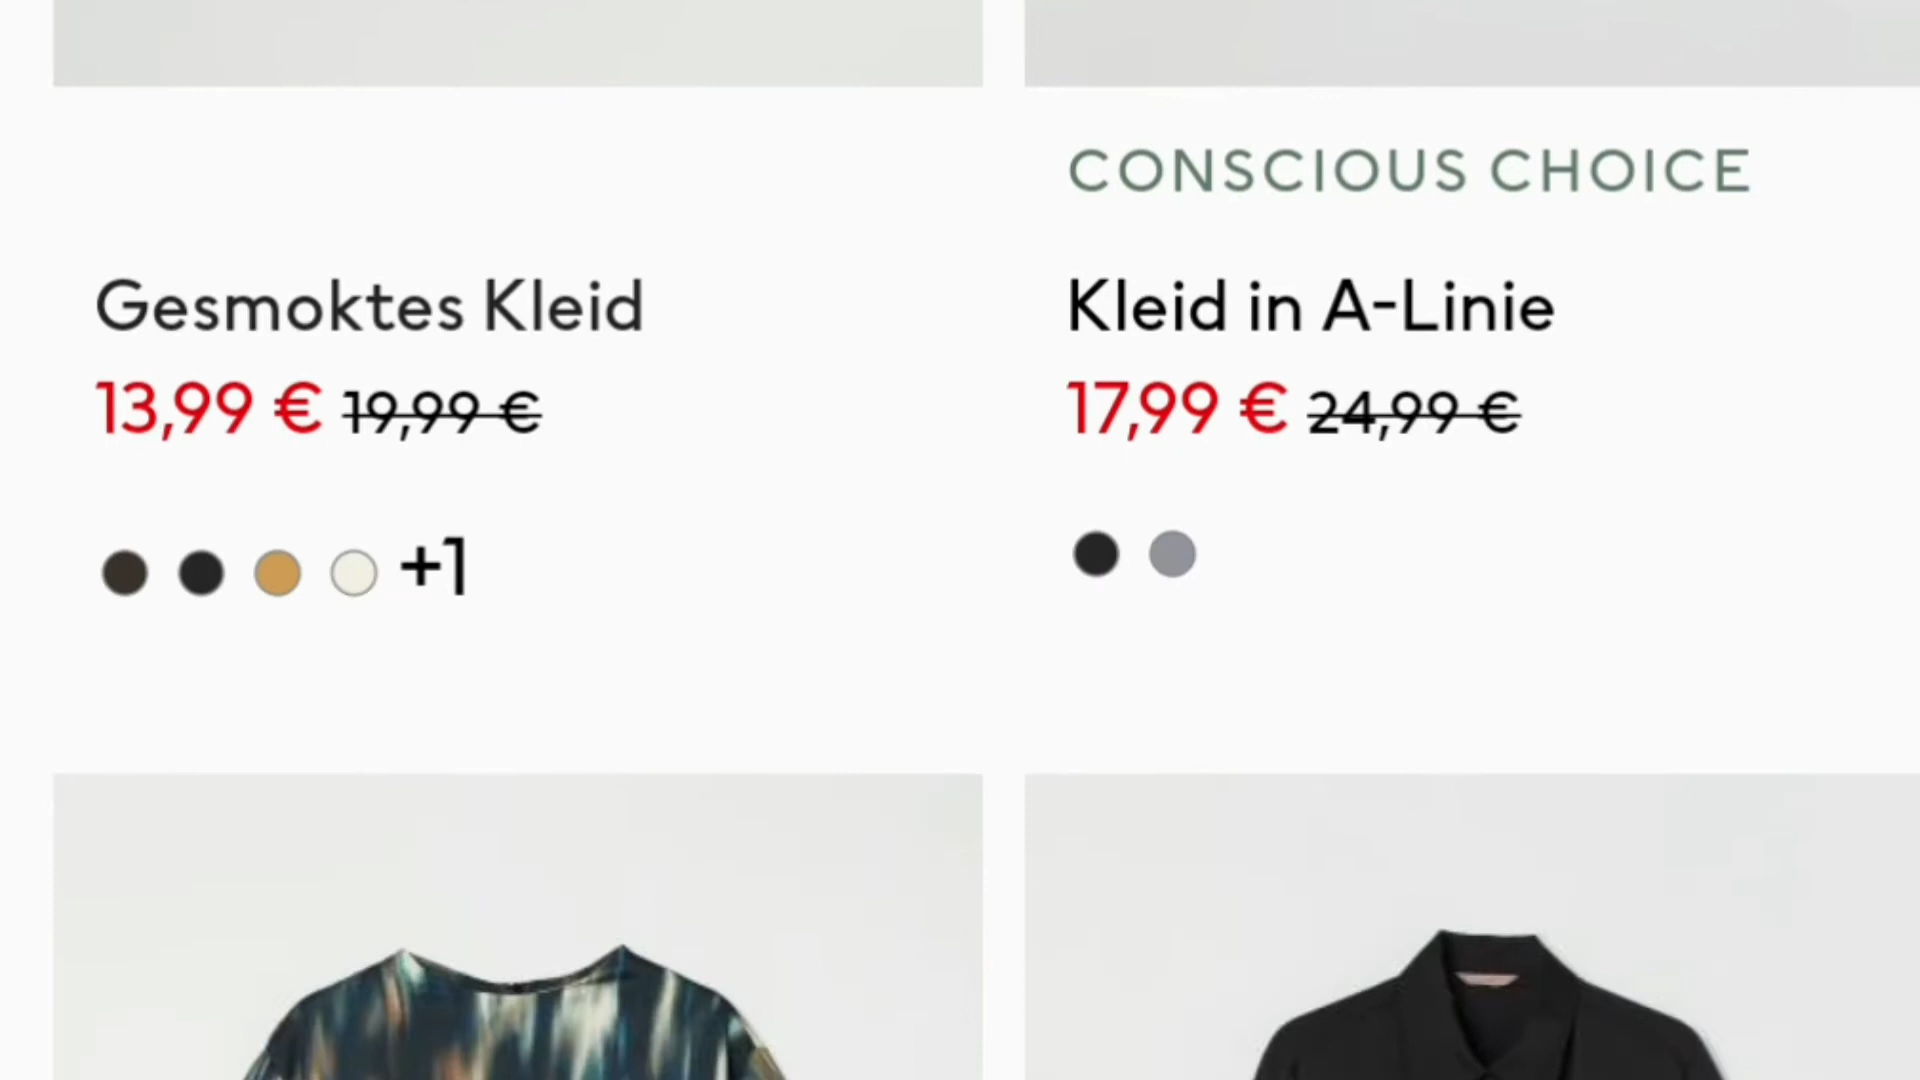 CONSCIOUS CHOICE
Gesmoktes Kleid
13,99 € 19,99 €
+1
Kleid in A-Linie
17,99 € 24,99 €